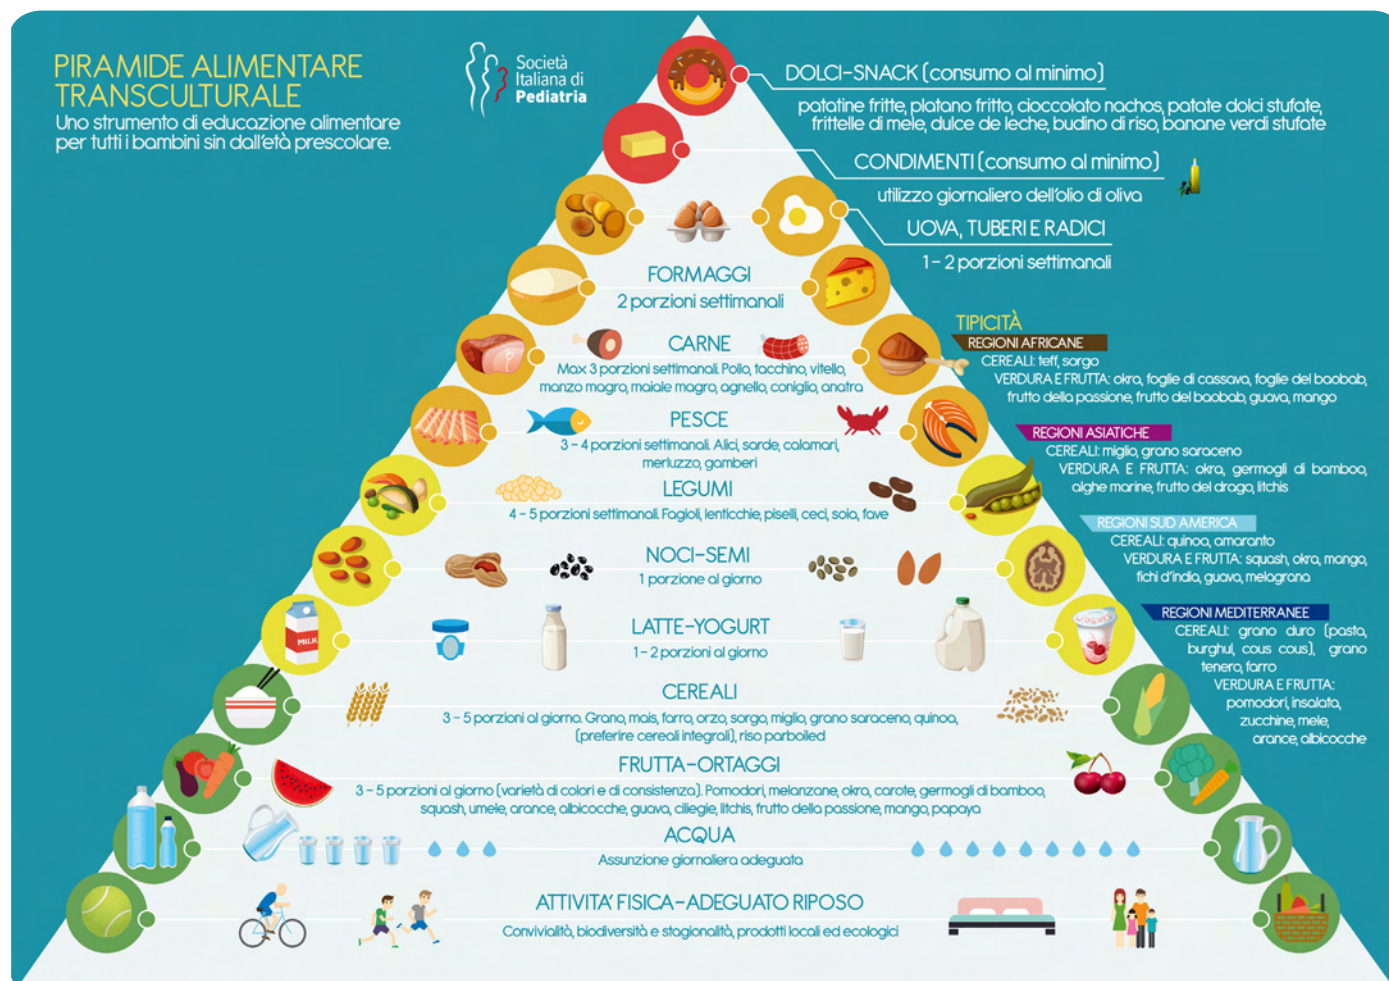 PIRAMIDE ALIMENTARE
TRANSCULTURALE
Uno strumento di educazione alimentare
per tutti i bambini sin dall'età prescolare.
Società
Italiana di
Pediatria
DOLCI-SNACK (consumo al minimo)
patatine fritte, platano fritto, cioccolato nachos, patate dolci stufate,
frittelle di mele, dulce de leche, budino di riso, banane verdi stufate
CONDIMENTI (consumo al minimo)
utilizzo giornaliero dell'olio di oliva
UOVA, TUBERI E RADICI
1 - 2 porzioni settimanali
FORMAGGI
2 porzioni settimanali
CARNE
Max 3 porzioni settimanali. Pollo, tacchino, vitello,
manzo magro, maiale magro, agnello, coniglio, anatra
PESCE
3 - 4 porzioni settimanali. Alici, sarde, calamari,
merluzzo, gamberi
LEGUMI
4 - 5 porzioni settimanali. Fagioli, lenticchie, piselli, ceci, soia, fave
NOCI-SEMI
1 porzione al giorno
MILK
LATTE-YOGURT
1 - 2 porzioni al giorno
Yogurt
CEREALI
3 - 5 porzioni al giorno. Grano, mais, farro, orzo, sorgo, miglio, grano saraceno, quinoa,
(preferire cereali integrali), riso parboiled
FRUTTA-ORTAGGI
3 - 5 porzioni al giorno (varietà di colori e di consistenza). Pomodori, melanzane, okra, carote, germogli di bamboo,
squash, umele, arance, albicocche, guava, ciliegie, litchis, frutto della passione, mango, papaya
ACQUA
Assunzione giornaliera adeguata
ATTIVITA' FISICA-ADEGUATO RIPOSO
Convivialità, biodiversità e stagionalità, prodotti locali ed ecologici
TIPICITÀ
REGIONI AFRICANE
CEREALI: teff, sorgo
VERDURA E FRUTTA: okra, foglie di cassava, foglie del baobab,
frutto della passione, frutto del baobab, guava, mango
REGIONI ASIATICHE
CEREALI: miglio, grano saraceno
VERDURA E FRUTTA: okra, germogli di bamboo,
alghe marine, frutto del drago, litchis
REGIONI SUD AMERICA
CEREALI: quinoa, amaranto
VERDURA E FRUTTA: squash, okra, mango,
fichi d'india, guava, melagrana
REGIONI MEDITERRANEE
CEREALI: grano duro (pasta,
burghul, cous cous), grano
tenero, farro
VERDURA E FRUTTA:
pomodori, insalata,
zucchine, mele,
arance, albicocche